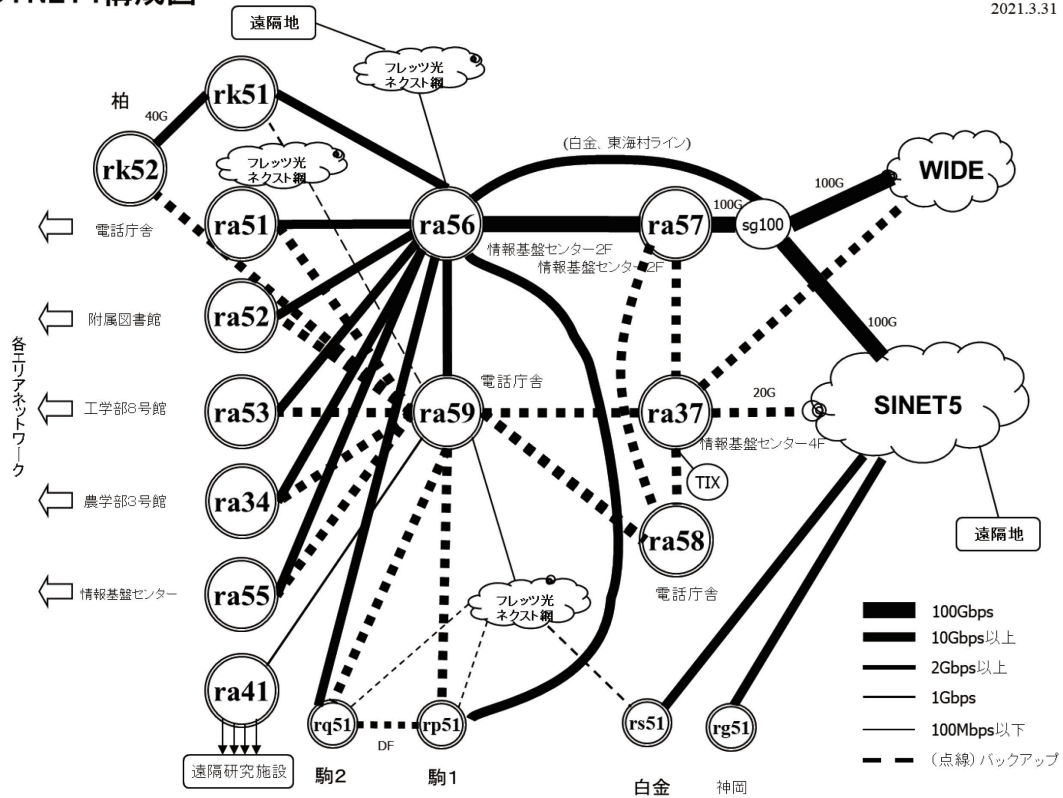 構成図
2021.3.31
遠隔地
フレッツ光
ネクスト網
柏
40G
rk51
rk52
フレッツ光
ネクスト網
(白金、東海村ライン)
100G
WIDE
ra51
ra56
ra57
100G
sg100
電話庁舎
情報基盤センター2F
情報基盤センター2F
附属図書館
ra52
100G
各エリアネットワーク
電話庁舎
工学部8号館
ra53
ra59
ra37
20G
SINET5
情報基盤センター4F
TIX
農学部3号館
ra34
ra58
遠隔地
電話庁舎
情報基盤センター
ra55
フレッツ光
ネクスト網
100Gbps
10Gbps以上
2Gbps以上
1Gbps
100Mbps以下
(点線)バックアップ
ra41
rq51
DF
rp51
rs51
rg51
遠隔研究施設
駒2
駒1
白金
神岡